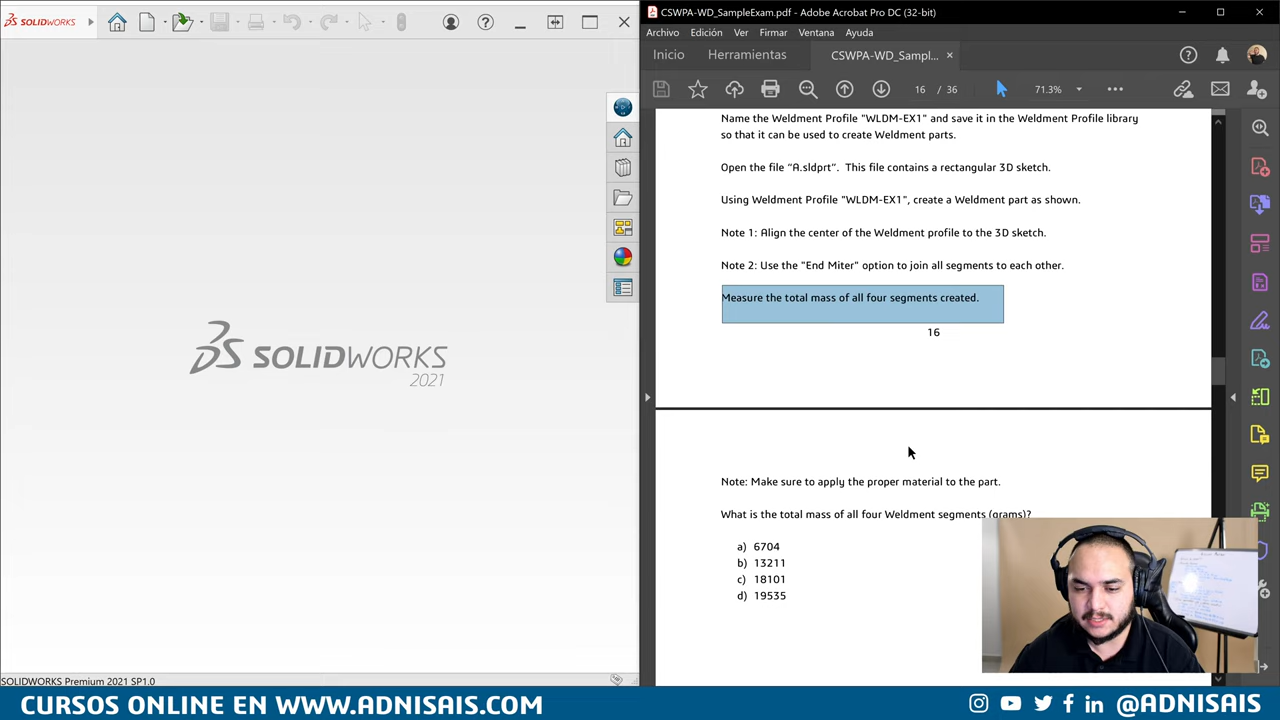 SOLIDWORKS
CSWPA-WD_SampleExam.pdf - Adobe Acrobat Pro DC (32-bit)
Archivo Edición Ver Firmar Ventana Ayuda
Inicio Herramientas CSWPA-WD_Sampl... ×
16 / 36 71.3%
Name the Weldment Profile "WLDM-EX1" and save it in the Weldment Profile library
so that it can be used to create Weldment parts.
Open the file "A.sldprt". This file contains a rectangular 3D sketch.
Using Weldment Profile "WLDM-EX1", create a Weldment part as shown.
Note 1: Align the center of the Weldment profile to the 3D sketch.
Note 2: Use the "End Miter" option to join all segments to each other.
Measure the total mass of all four segments created.
16
DS SOLIDWORKS
2021
Note: Make sure to apply the proper material to the part.
What is the total mass of all four Weldment segments (grams)?
a) 6704
b) 13211
c) 18101
d) 19535
SOLIDWORKS Premium 2021 SP1.0
CURSOS ONLINE EN WWW.ADNISAIS.COM
@ADNISAIS